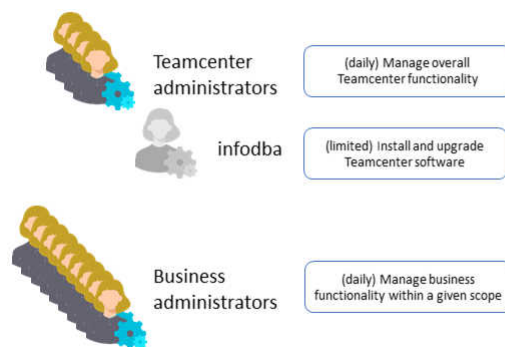 Teamcenter
administrators
(daily) Manage overall
Teamcenter functionality
infodba
(limited) Install and upgrade
Teamcenter software
Business
administrators
(daily) Manage business
functionality within a given scope